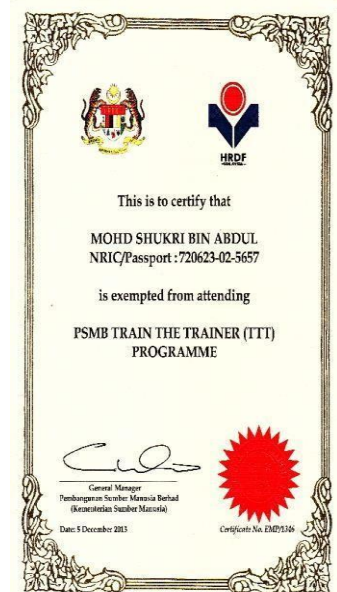 HRDF
This is to certify that
MOHD SHUKRI BIN ABDUL
NRIC/Passport : 720623-02-5657
is exempted from attending
PSMB TRAIN THE TRAINER (TTT)
PROGRAMME
General Manager
Pembangunan Sumber Manusia Berhad
(Kementerian Sumber Manusia)
Date: 5 December 2013
Certificate No. EMP/1346